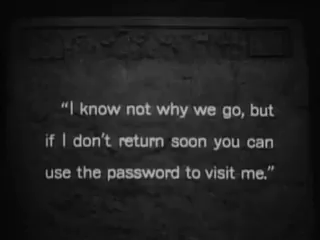 “I know not why we go, but
if I don’t return soon you can
use the password to visit me.”